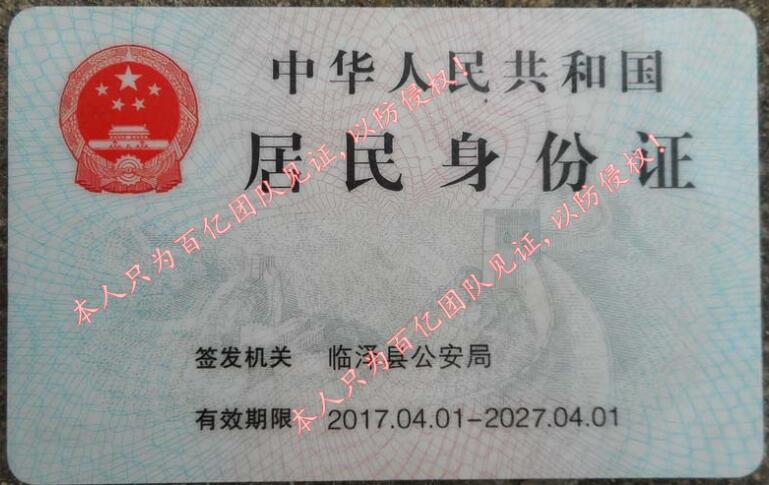 中华人民共和国
居民身份证
本人只为百亿团队见证,以防侵权!
本人只为百亿团队见证,以防侵权!
签发机关 临泽县公安局
有效期限 2017.04.01-2027.04.01